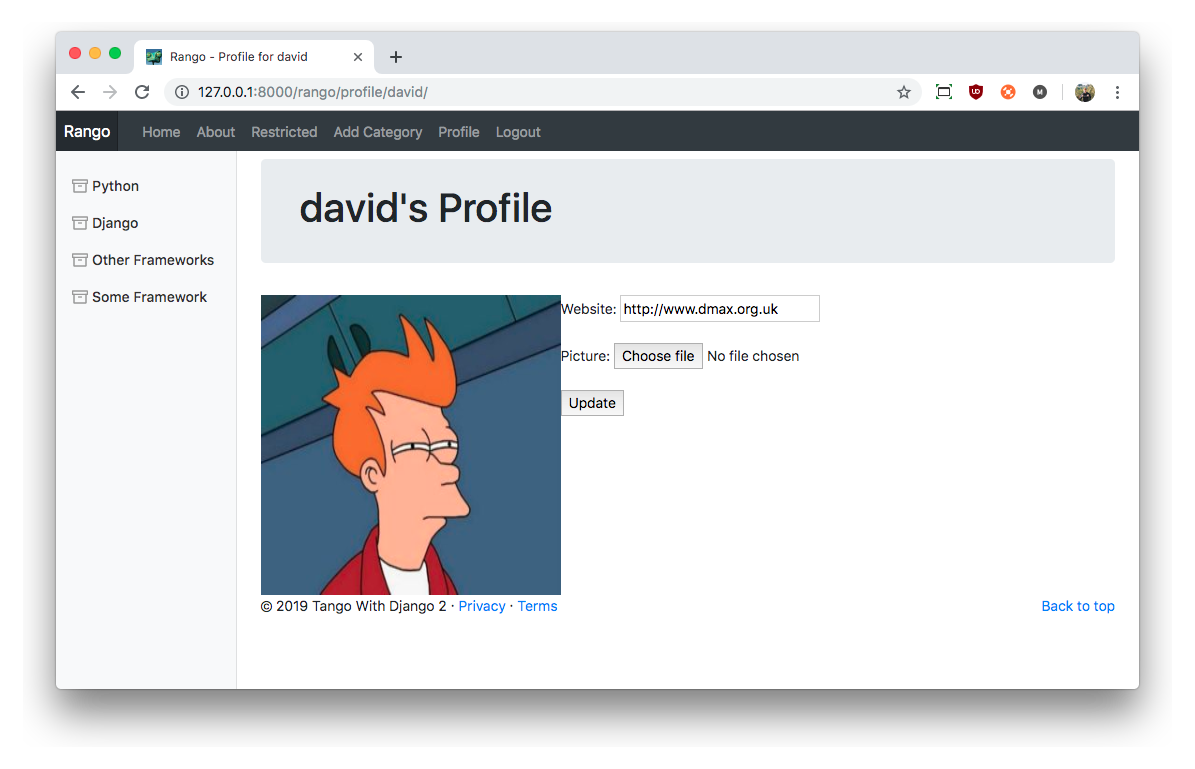 Rango - Profile for david
127.0.0.1:8000/rango/profile/david/
UD
M
Rango Home About Restricted Add Category Profile Logout
Python
Django
Other Frameworks
Some Framework
david's Profile
Website: http://www.dmax.org.uk
Picture: Choose file No file chosen
Update
© 2019 Tango With Django 2 · Privacy · Terms
Back to top